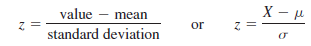 z = value − mean / standard deviation or z = X − μ / σ